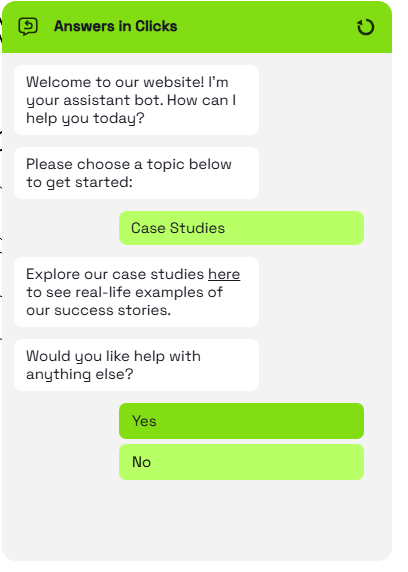 Answers in Clicks
Welcome to our website! I'm
your assistant bot. How can I
help you today?
Please choose a topic below
to get started:
Case Studies
Explore our case studies here
to see real-life examples of
our success stories.
Would you like help with
anything else?
Yes
No